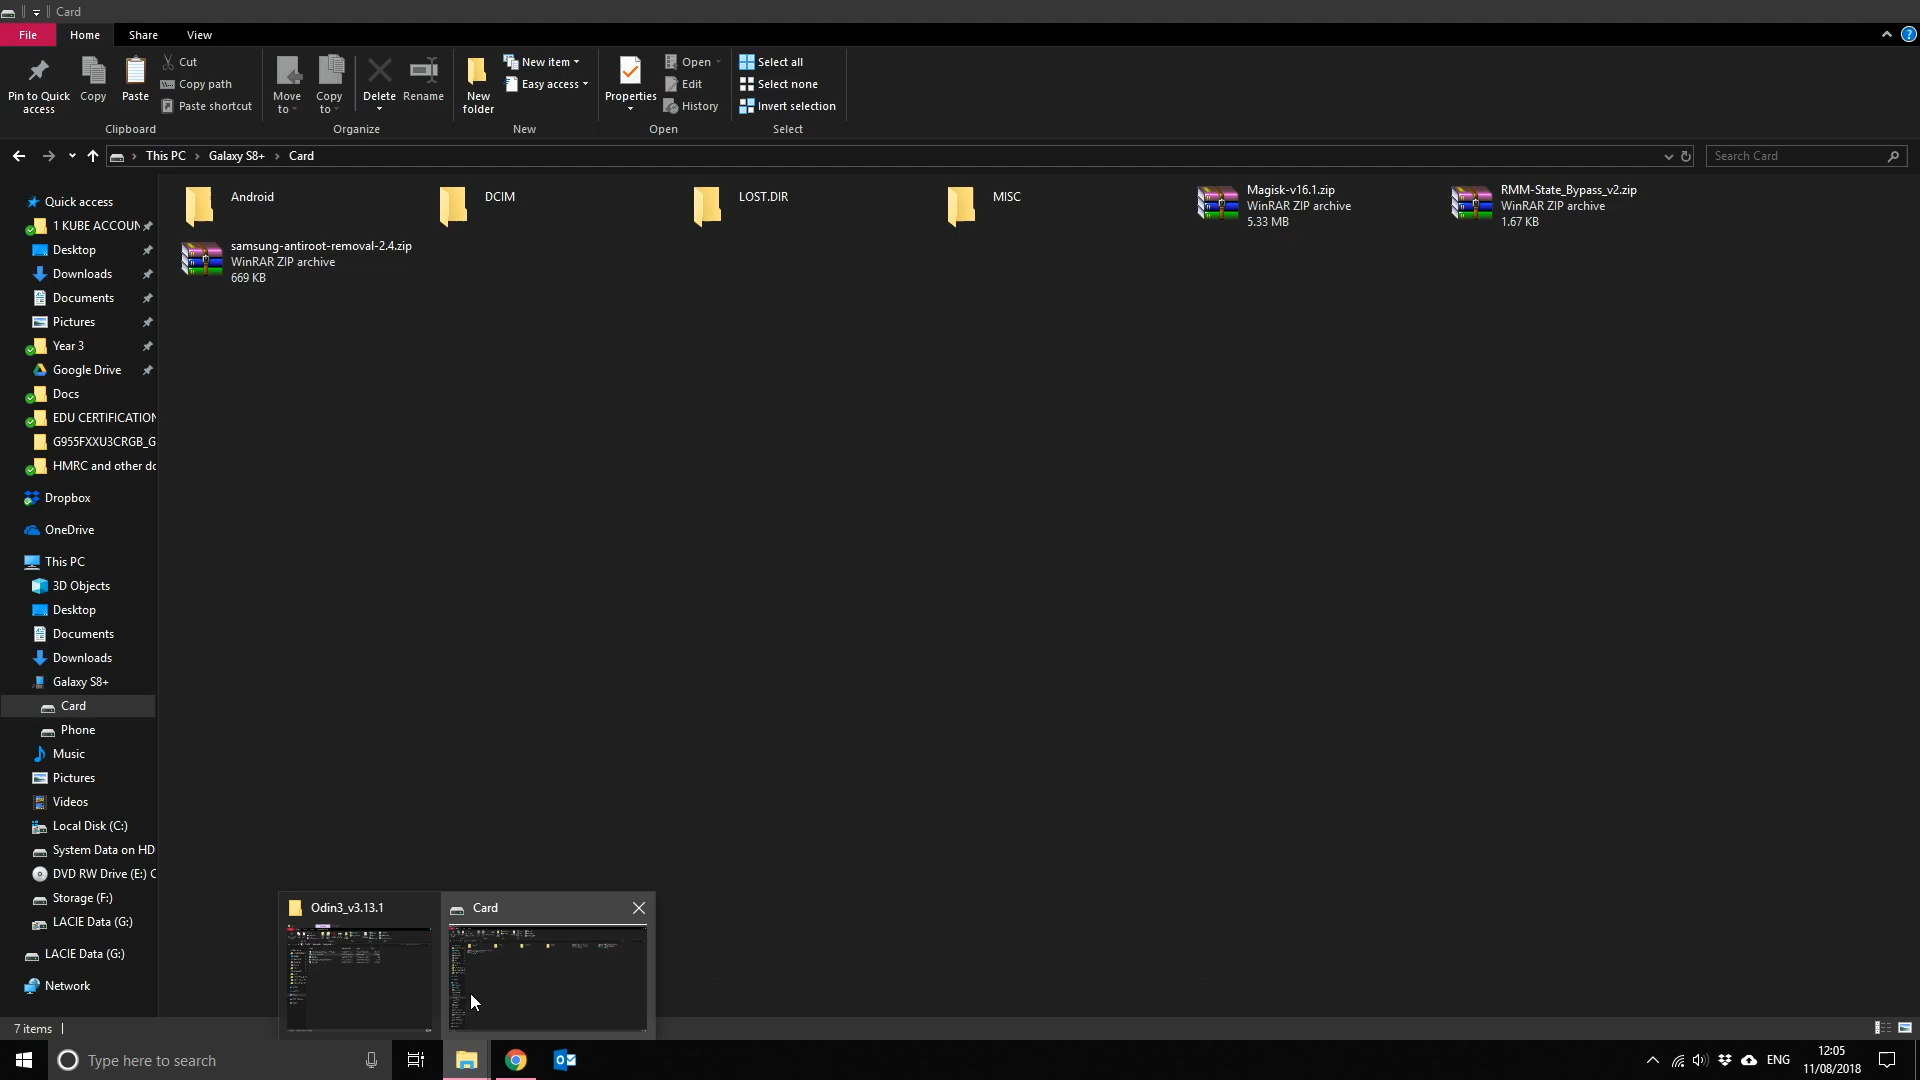 Card
File Home Share View
Pin to Quick access
Copy
Paste
Cut
Copy path
Paste shortcut
Clipboard
Move to
Copy to
Delete
Rename
Organize
New folder
New item
Easy access
New
Properties
Open
Edit
History
Open
Select all
Select none
Invert selection
Select
This PC > Galaxy S8+ > Card
Search Card
Quick access
1 KUBE ACCOUN
Desktop
Downloads
Documents
Pictures
Year 3
Google Drive
Docs
EDU CERTIFICATION
G955FXXU3CRGB_G
HMRC and other do
Dropbox
OneDrive
This PC
3D Objects
Desktop
Documents
Downloads
Galaxy S8+
Card
Phone
Music
Pictures
Videos
Local Disk (C:)
System Data on HD
DVD RW Drive (E:) C
Storage (F:)
LACIE Data (G:)
LACIE Data (G:)
Network
Android
DCIM
LOST.DIR
MISC
Magisk-v16.1.zip
WinRAR ZIP archive
5.33 MB
RMM-State_Bypass_v2.zip
WinRAR ZIP archive
1.67 KB
samsung-antiroot-removal-2.4.zip
WinRAR ZIP archive
669 KB
Odin3_v3.13.1
Card
7 items
Type here to search
ENG
12:05
11/08/2018